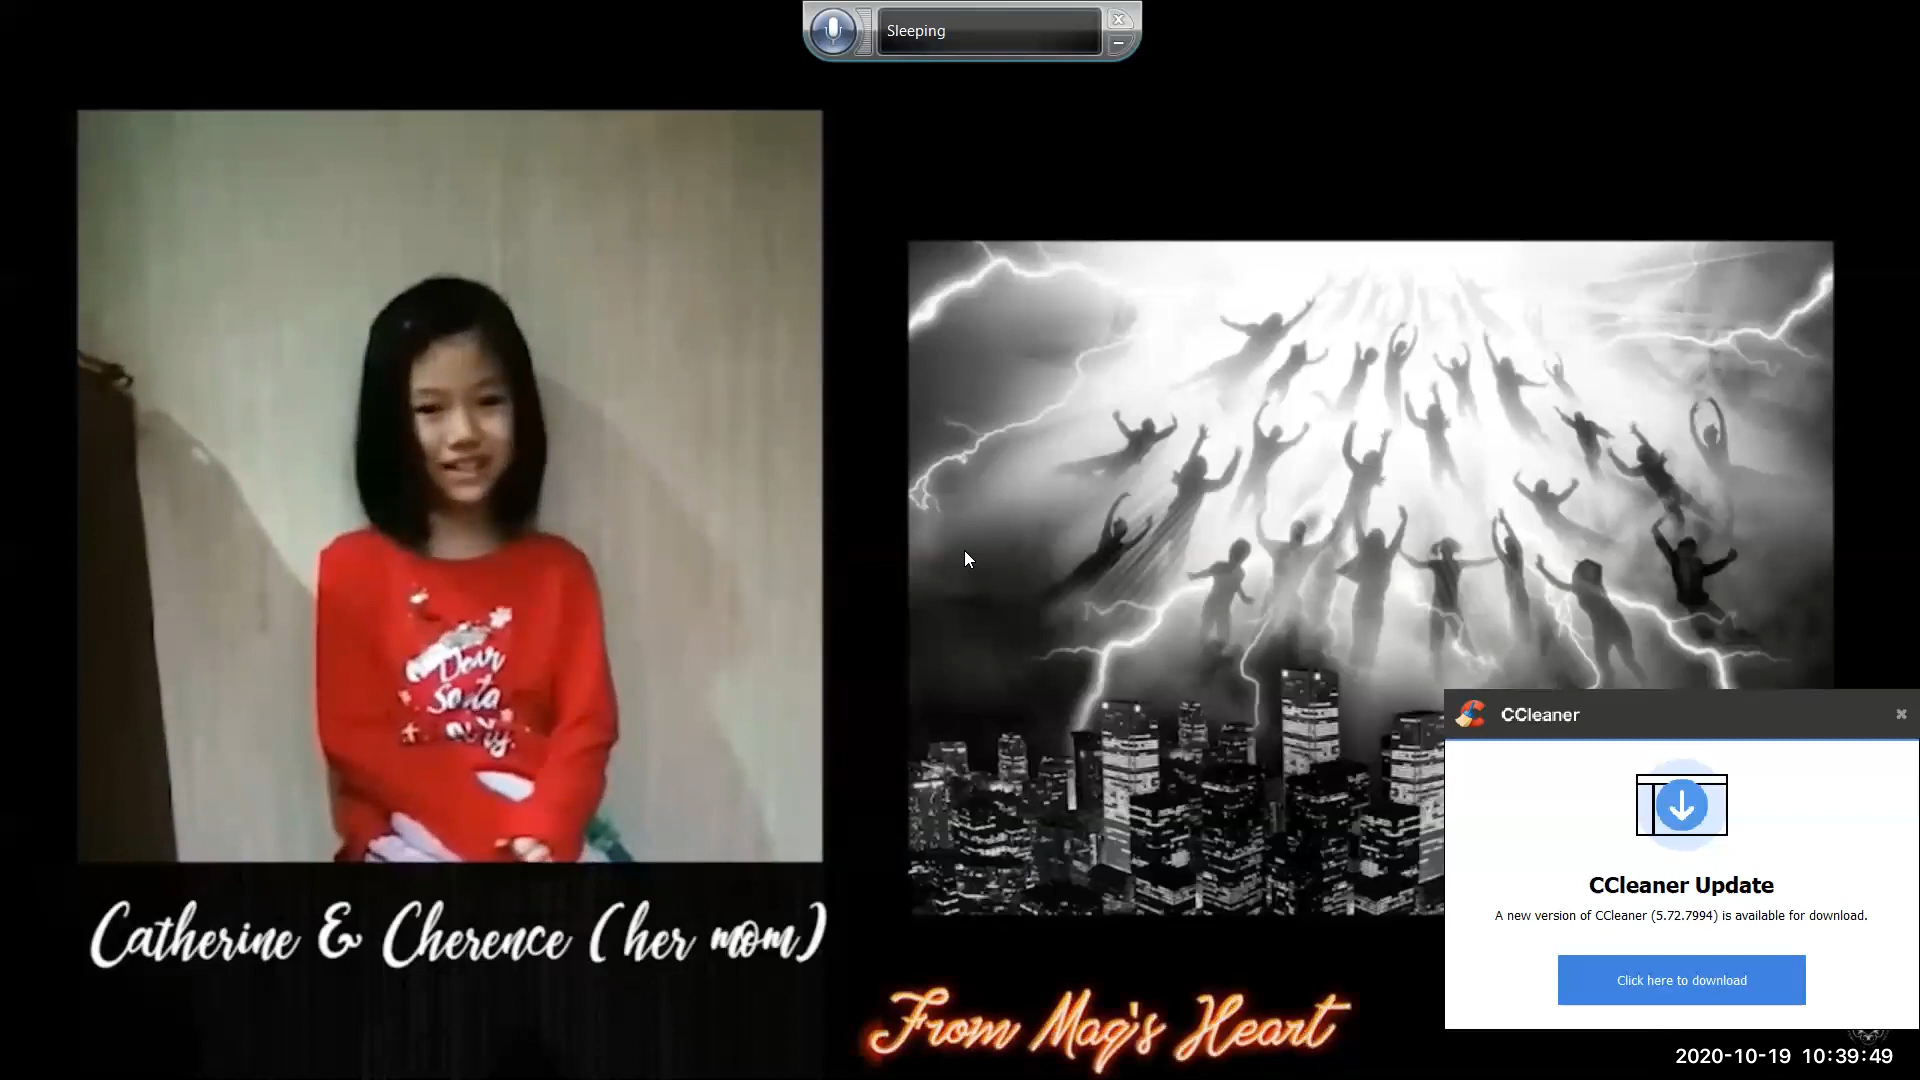 Sleeping
Dear
Santa
Catherine & Cherence (her mom)
From Mag's Heart
CCleaner
CCleaner Update
A new version of CCleaner (5.72.7994) is available for download.
Click here to download
2020-10-19 10:39:49